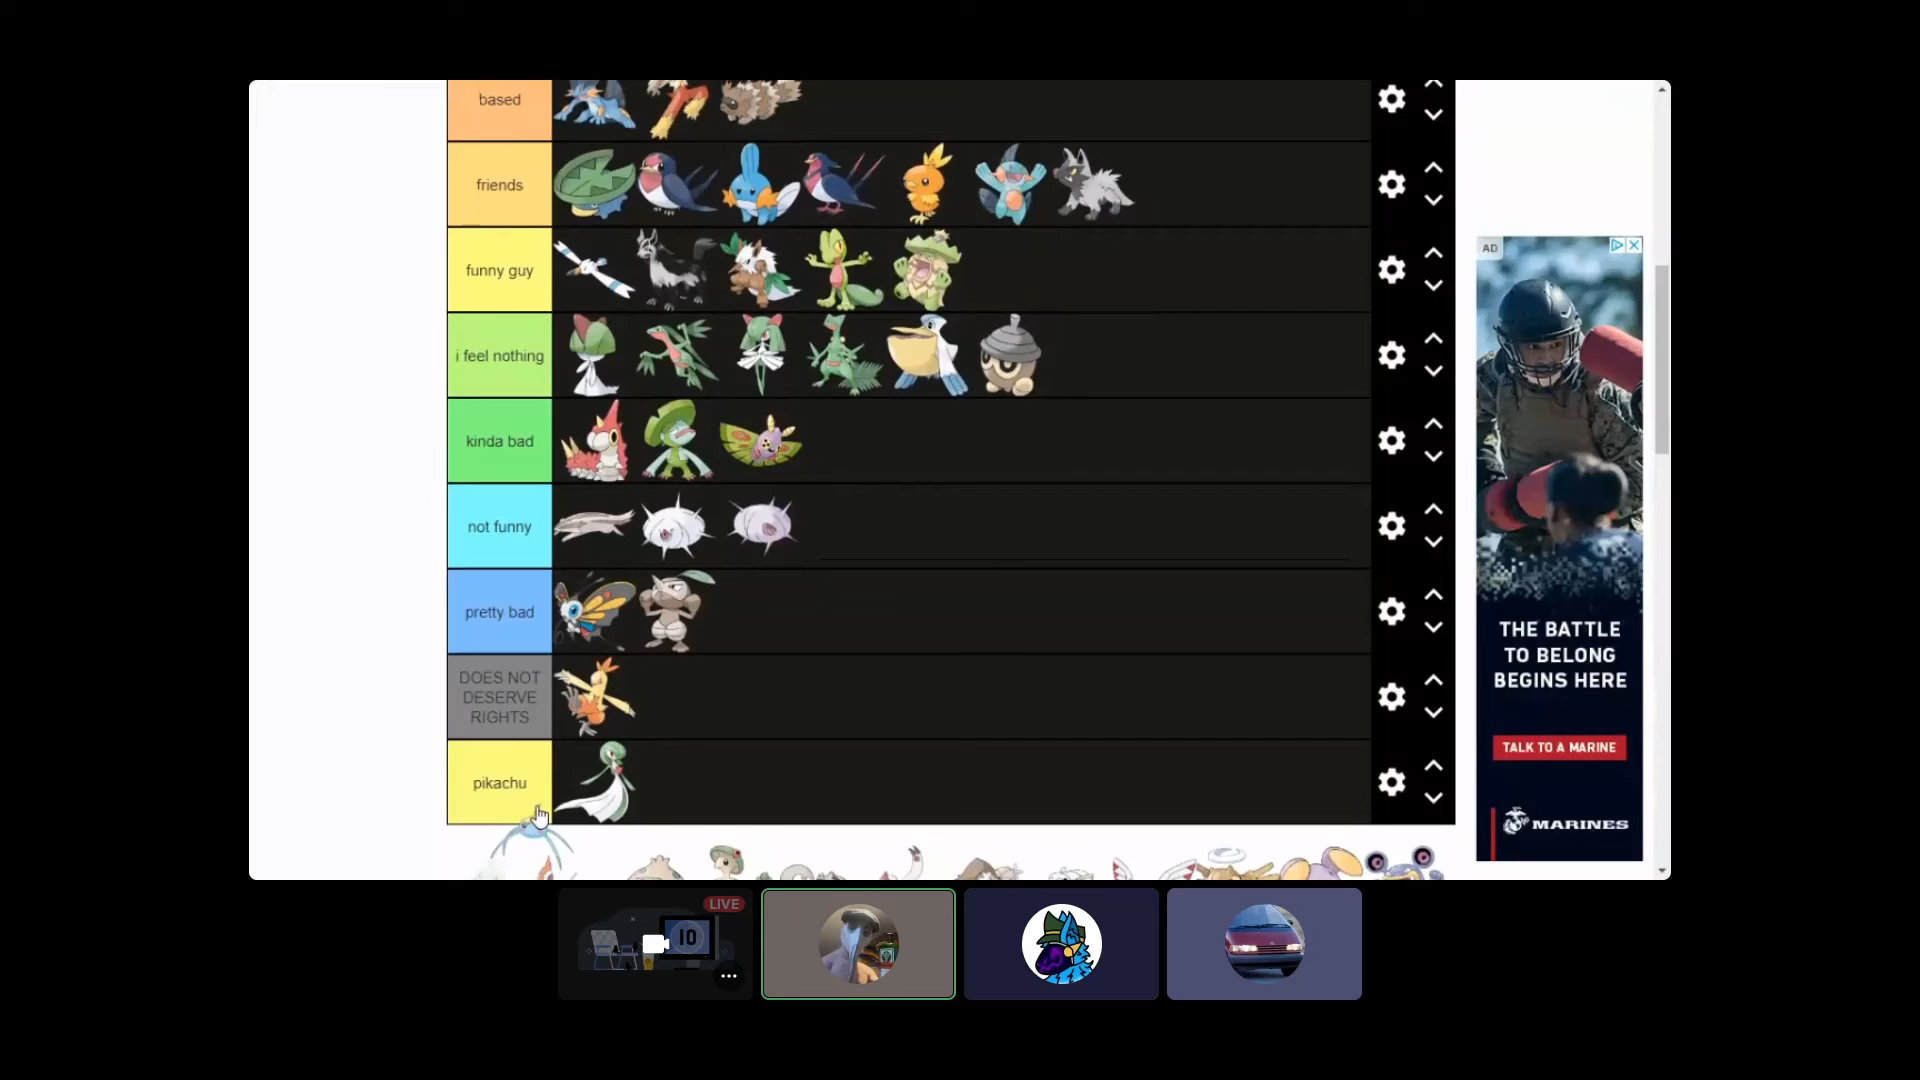 based
friends
funny guy
i feel nothing
kinda bad
not funny
pretty bad
DOES NOT
DESERVE
RIGHTS
pikachu
AD
THE BATTLE
TO BELONG
BEGINS HERE
TALK TO A MARINE
MARINES
LIVE
10